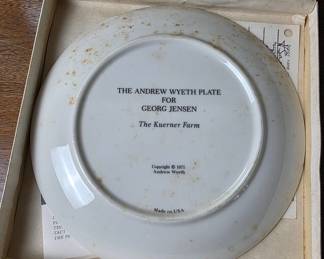 THE ANDREW WYETH PLATE
FOR
GEORG JENSEN
The Kuerner Farm
Copyright © 1971
Andrew Wyeth
Made in USA